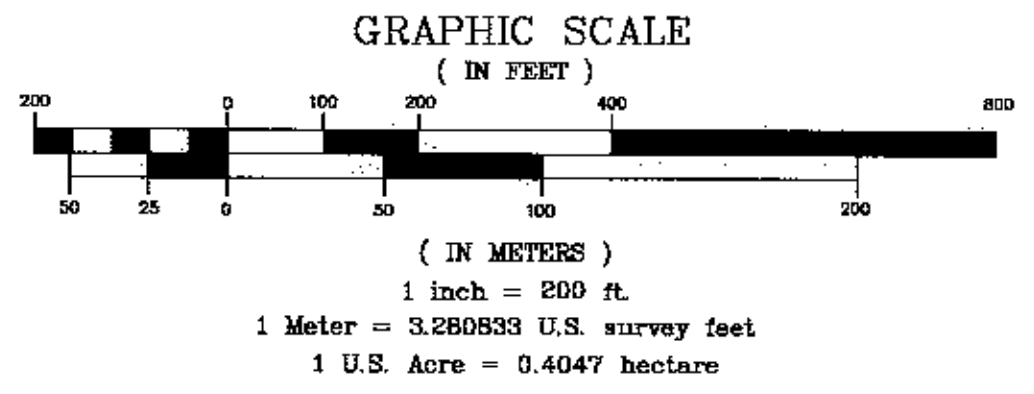 GRAPHIC SCALE
( IN FEET )
200 0 100 200 400 800
50 25 0 50 100 200
( IN METERS )
1 inch = 200 ft.
1 Meter = 3.280833 U.S. survey feet
1 U.S. Acre = 0.4047 hectare